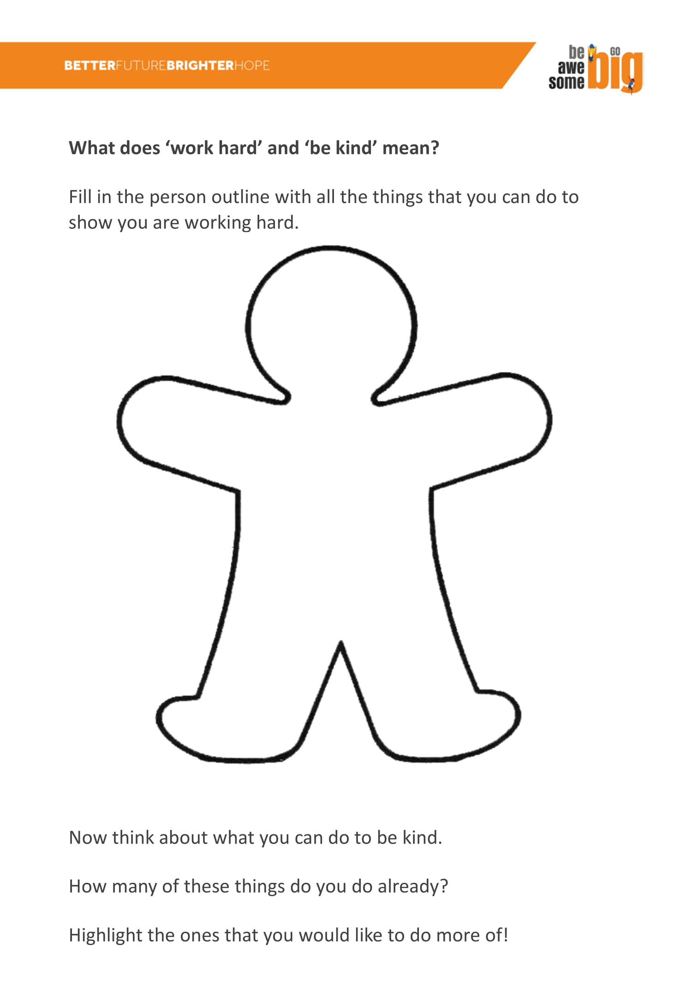 BETTERFUTUREBRIGHTERHOPE
be
awe
some
GO
big
What does ‘work hard’ and ‘be kind’ mean?
Fill in the person outline with all the things that you can do to
show you are working hard.
Now think about what you can do to be kind.
How many of these things do you do already?
Highlight the ones that you would like to do more of!